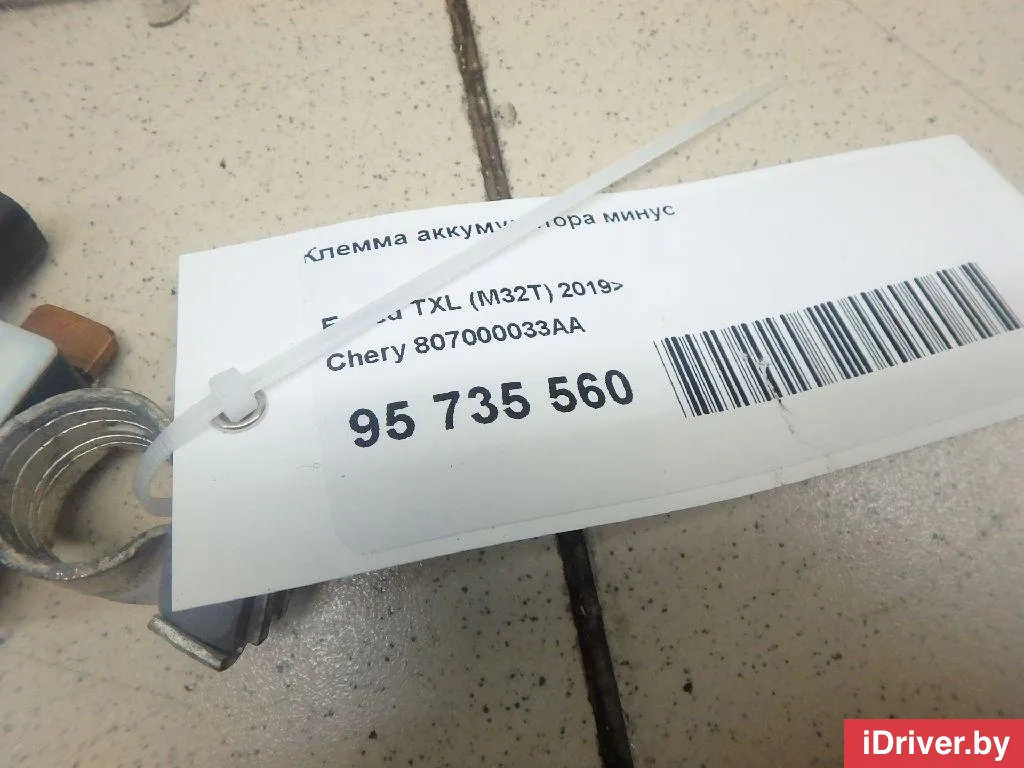 Клемма минус
TXL (M32T) 2019>
Chery 807000033AA
95 735 560
iDriver.by